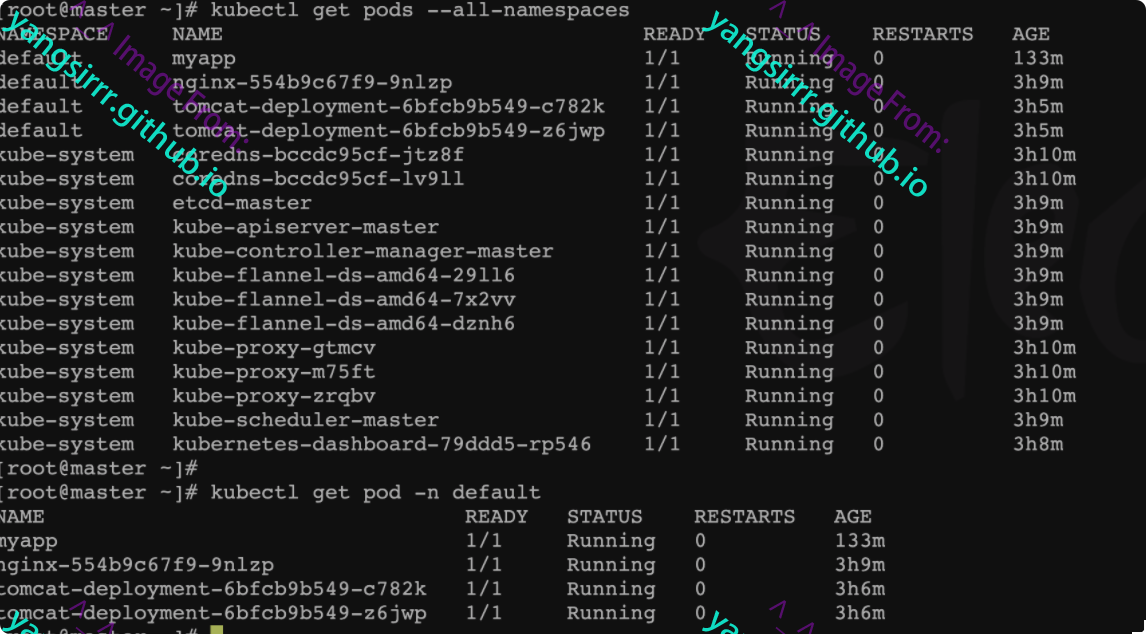 [root@master ~]# kubectl get pods --all-namespaces
NAMESPACE NAME READY STATUS RESTARTS AGE
default myapp 1/1 Running 0 133m
default nginx-554b9c67f9-9nlzp 1/1 Running 0 3h9m
default tomcat-deployment-6bfcb9b549-c782k 1/1 Running 0 3h5m
default tomcat-deployment-6bfcb9b549-z6jwp 1/1 Running 0 3h5m
kube-system coredns-bccdc95cf-jtz8f 1/1 Running 0 3h10m
kube-system coredns-bccdc95cf-lv9ll 1/1 Running 0 3h10m
kube-system etcd-master 1/1 Running 0 3h9m
kube-system kube-apiserver-master 1/1 Running 0 3h9m
kube-system kube-controller-manager-master 1/1 Running 0 3h9m
kube-system kube-flannel-ds-amd64-29ll6 1/1 Running 0 3h9m
kube-system kube-flannel-ds-amd64-7x2vv 1/1 Running 0 3h9m
kube-system kube-flannel-ds-amd64-dznh6 1/1 Running 0 3h9m
kube-system kube-proxy-gtmcv 1/1 Running 0 3h10m
kube-system kube-proxy-m75ft 1/1 Running 0 3h10m
kube-system kube-proxy-zrqbv 1/1 Running 0 3h10m
kube-system kube-scheduler-master 1/1 Running 0 3h9m
kube-system kubernetes-dashboard-79ddd5-rp546 1/1 Running 0 3h8m
[root@master ~]#
[root@master ~]# kubectl get pod -n default
NAME READY STATUS RESTARTS AGE
myapp 1/1 Running 0 133m
nginx-554b9c67f9-9nlzp 1/1 Running 0 3h9m
tomcat-deployment-6bfcb9b549-c782k 1/1 Running 0 3h6m
tomcat-deployment-6bfcb9b549-z6jwp 1/1 Running 0 3h6m
[root@master ~]#
^_^ Image From:
yangsirrr.github.io
^_^ Image From:
yangsirrr.github.io